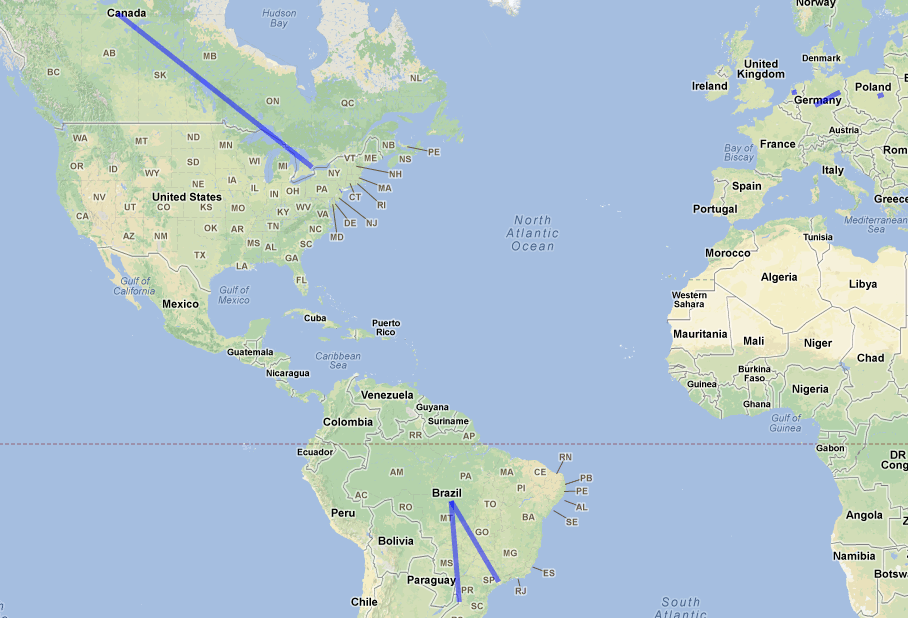 Norway
Canada
Hudson
Bay
AB
MB
BC
SK
NL
ON
QC
Denmark
United
Kingdom
Ireland
Poland
Germany
Austria
France
Bay of
Biscay
Italy
Spain
Portugal
Greece
Mediterranean
Sea
Tunisia
WA
MT
ND
NB
PE
NS
VT
ME
OR
ID
WY
SD
WI
MI
NY
NH
MA
RI
CT
NJ
DE
MD
NE
IA
IL
IN
OH
PA
NV
UT
CO
United States
KS
MO
KY
WV
VA
CA
AZ
NM
OK
AR
TN
NC
TX
MS
AL
SC
GA
LA
FL
North
Atlantic
Ocean
Morocco
Algeria
Libya
Western
Sahara
Mauritania
Mali
Niger
Chad
Gulf of
California
Gulf of
Mexico
Mexico
Cuba
Puerto
Rico
Guatemala
Caribbean
Sea
Nicaragua
Burkina
Faso
Guinea
Ghana
Nigeria
Gulf of
Guinea
Gabon
DR
Venezuela
Guyana
Suriname
Colombia
RR
AP
Ecuador
AM
PA
MA
CE
RN
PB
PE
AL
SE
PI
AC
RO
Brazil
TO
BA
MT
GO
Peru
Bolivia
MG
MS
ES
SP
RJ
Paraguay
PR
SC
Chile
Angola
Namibia
South
Atlantic